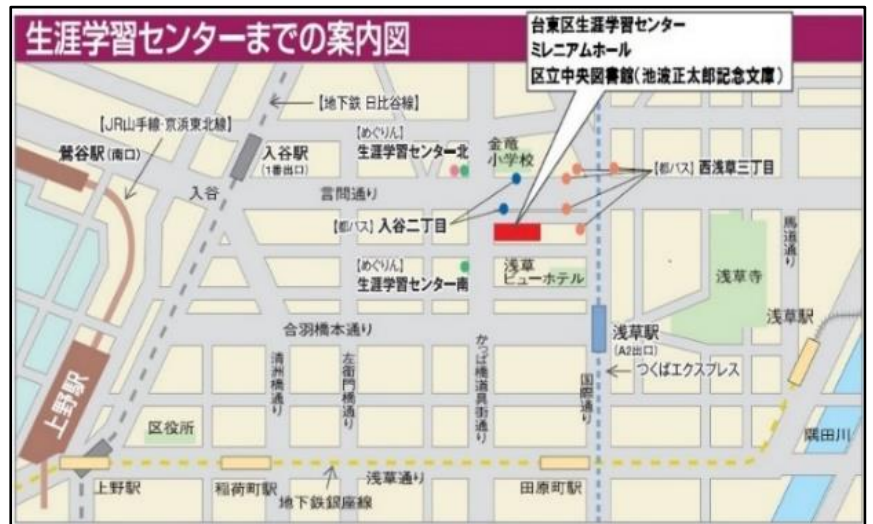 生涯学習センターまでの案内図
台東区生涯学習センター
ミレニアムホール
区立中央図書館(池波正太郎記念文庫)
【地下鉄 日比谷線】
【JR山手線・京浜東北線】
鶯谷駅(南口)
入谷駅
(1番出口)
【めぐりん】
生涯学習センター北
金竜
小学校
【都バス】西浅草三丁目
入谷
言問通り
【都バス】入谷二丁目
馬道通り
【めぐりん】
生涯学習センター南
浅草
ビューホテル
浅草寺
浅草駅
合羽橋本通り
浅草駅
(A2出口)
つくばエクスプレス
清洲橋通り
左衛門橋通り
かっぱ橋道具街通り
国際通り
上野駅
区役所
隅田川
上野駅
稲荷町駅
浅草通り
田原町駅
地下鉄銀座線